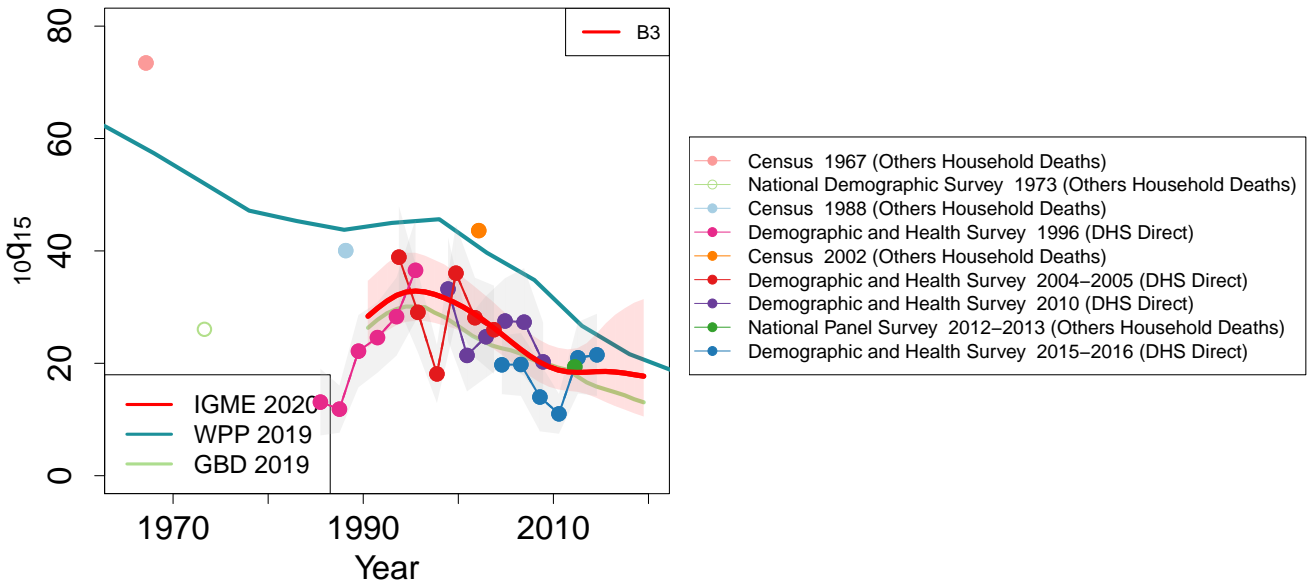 80
60
40
20
0
10q15
1970
1990
2010
Year
B3
IGME 2020
WPP 2019
GBD 2019
Census 1967 (Others Household Deaths)
National Demographic Survey 1973 (Others Household Deaths)
Census 1988 (Others Household Deaths)
Demographic and Health Survey 1996 (DHS Direct)
Census 2002 (Others Household Deaths)
Demographic and Health Survey 2004−2005 (DHS Direct)
Demographic and Health Survey 2010 (DHS Direct)
National Panel Survey 2012−2013 (Others Household Deaths)
Demographic and Health Survey 2015−2016 (DHS Direct)